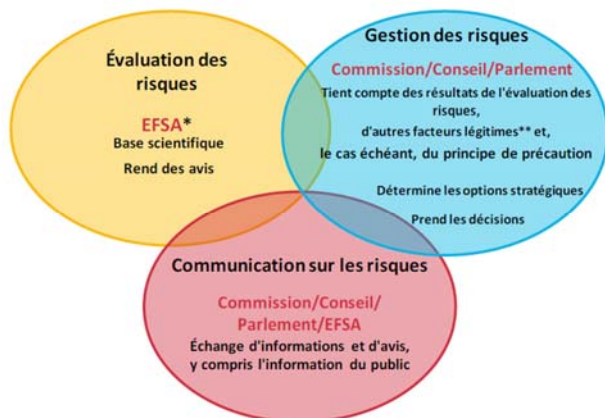 Évaluation des
risques
EFSA*
Base scientifique
Rend des avis
Gestion des risques
Commission/Conseil/Parlement
Tient compte des résultats de l'évaluation des
risques,
d'autres facteurs légitimes** et,
le cas échéant, du principe de précaution
Détermine les options stratégiques
Prend les décisions
Communication sur les risques
Commission/Conseil/
Parlement/EFSA
Échange d'informations et d'avis,
y compris l'information du public